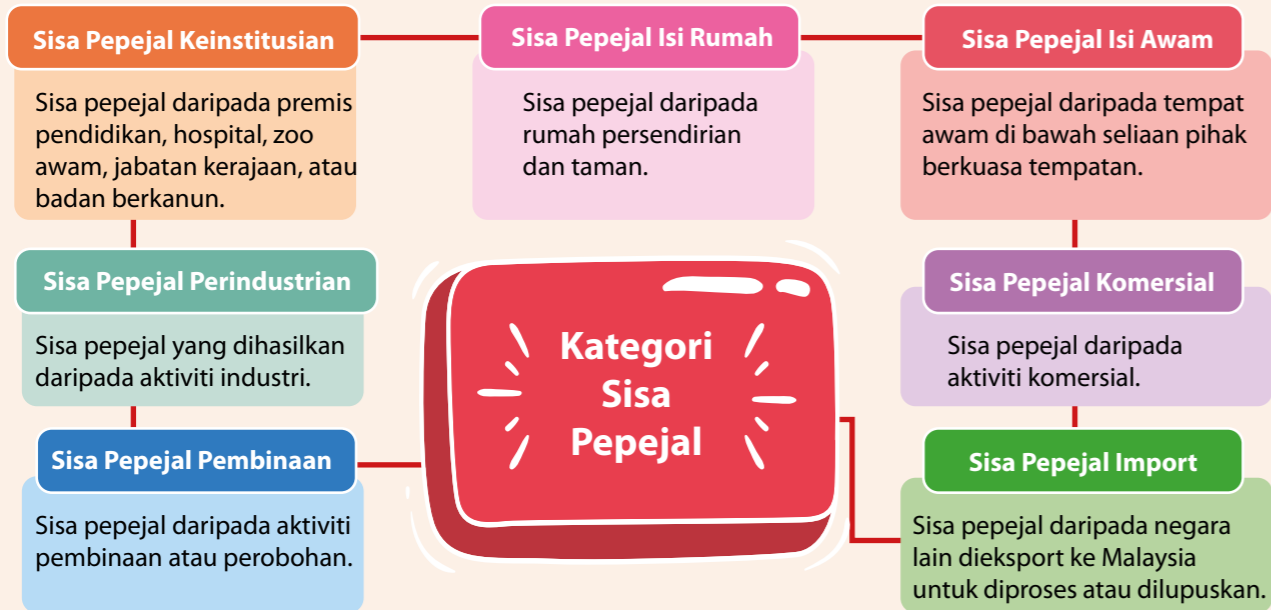 Sisa Pepejal Keinstitusian
Sisa pepejal daripada premis
pendidikan, hospital, zoo
awam, jabatan kerajaan, atau
badan berkanun.
Sisa Pepejal Isi Rumah
Sisa pepejal daripada
rumah persendirian
dan taman.
Sisa Pepejal Isi Awam
Sisa pepejal daripada tempat
awam di bawah seliaan pihak
berkuasa tempatan.
Sisa Pepejal Perindustrian
Sisa pepejal yang dihasilkan
daripada aktiviti industri.
Kategori
Sisa
Pepejal
Sisa Pepejal Komersial
Sisa pepejal daripada
aktiviti komersial.
Sisa Pepejal Pembinaan
Sisa pepejal daripada aktiviti
pembinaan atau perobohan.
Sisa Pepejal Import
Sisa pepejal daripada negara
lain dieksport ke Malaysia
untuk diproses atau dilupuskan.